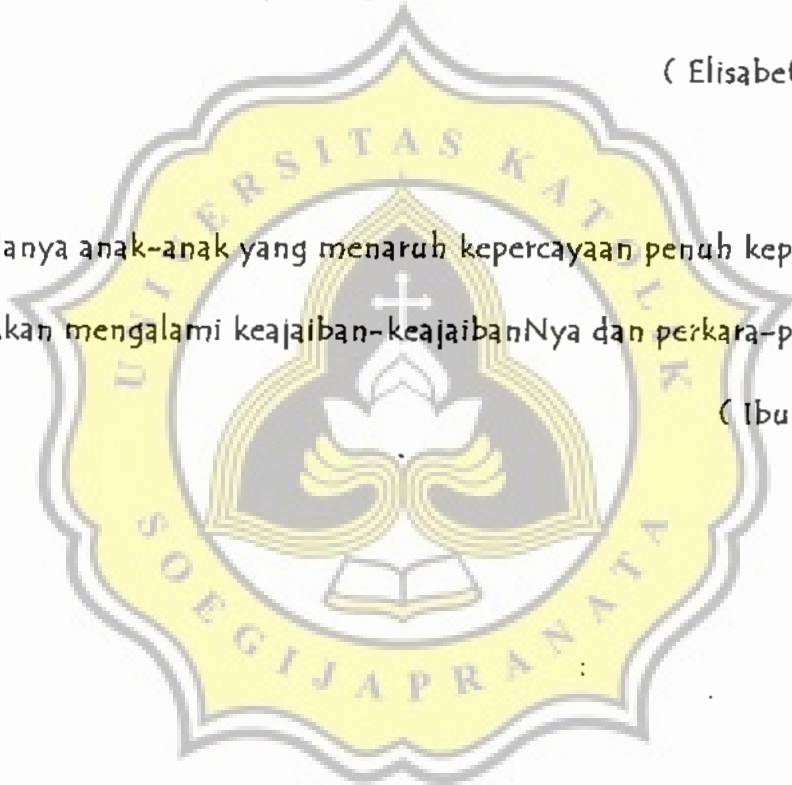 ( Elisabet
UNIVERSITAS KATOLIK
anya anak-anak yang menaruh kepercayaan penuh kep
kan mengalami keajaiban-keajaibanNya dan perkara-p
( Ibu
SOEGIJAPRANATA